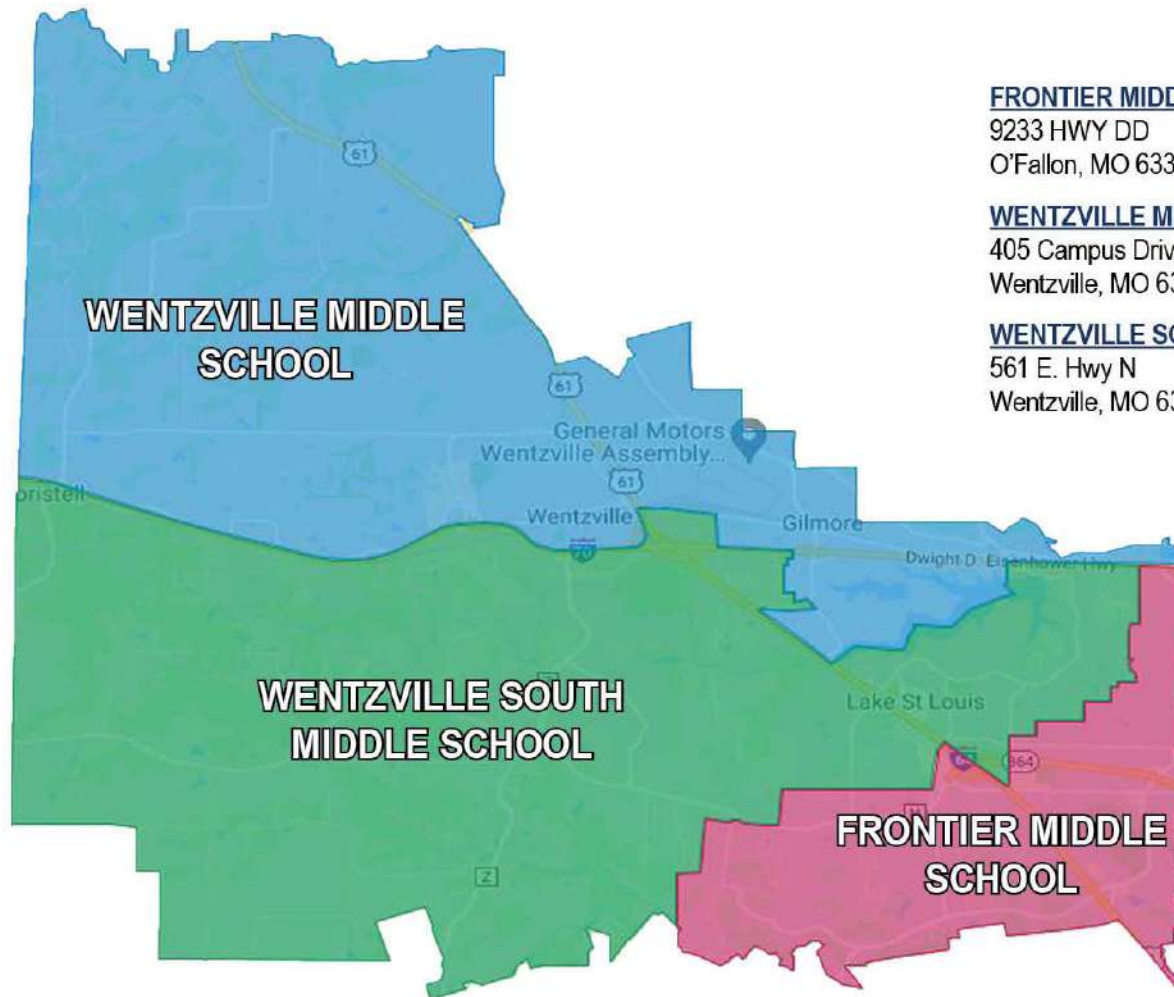 FRONTIER MIDD
9233 HWY DD
O'Fallon, MO 633
WENTZVILLE M
405 Campus Driv
Wentzville, MO 63
WENTZVILLE SO
561 E. Hwy N
Wentzville, MO 63
61
WENTZVILLE MIDDLE
SCHOOL
61
General Motors
Wentzville Assembly...
61
oristell
Wentzville
Gilmore
70
Dwight D. Eisenhower Hwy
WENTZVILLE SOUTH
MIDDLE SCHOOL
Lake St Louis
364
N
FRONTIER MIDDLE
SCHOOL
Z